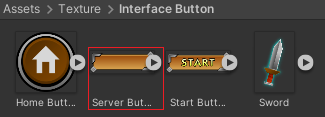 Assets > Texture > Interface Button
START
Home Butt... Server But... Start Butt... Sword